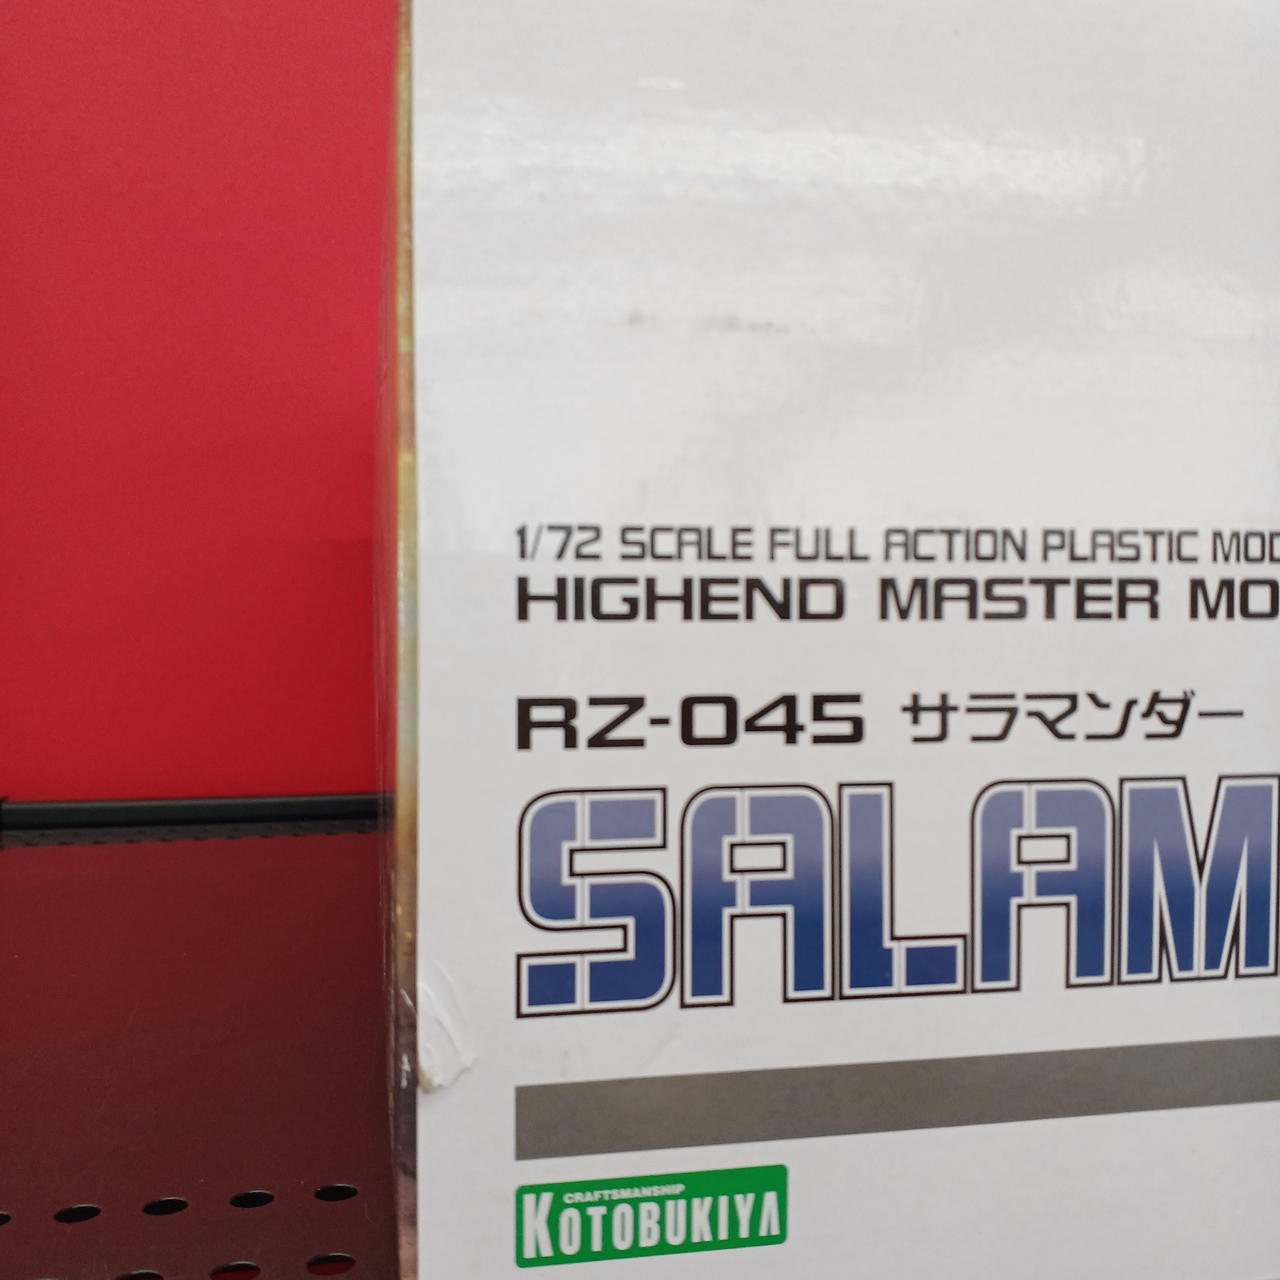 1/72 SCALE FULL ACTION PLASTIC MOD
HIGHEND MASTER MO
RZ-045 サラマンダー
SALAM
CRAFTSMANSHIP
KOTOBUKIYA